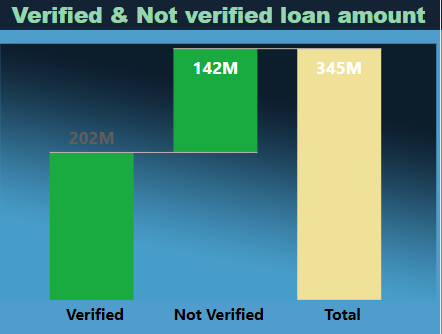 Verified & Not verified loan amount
142M
345M
202M
Verified
Not Verified
Total